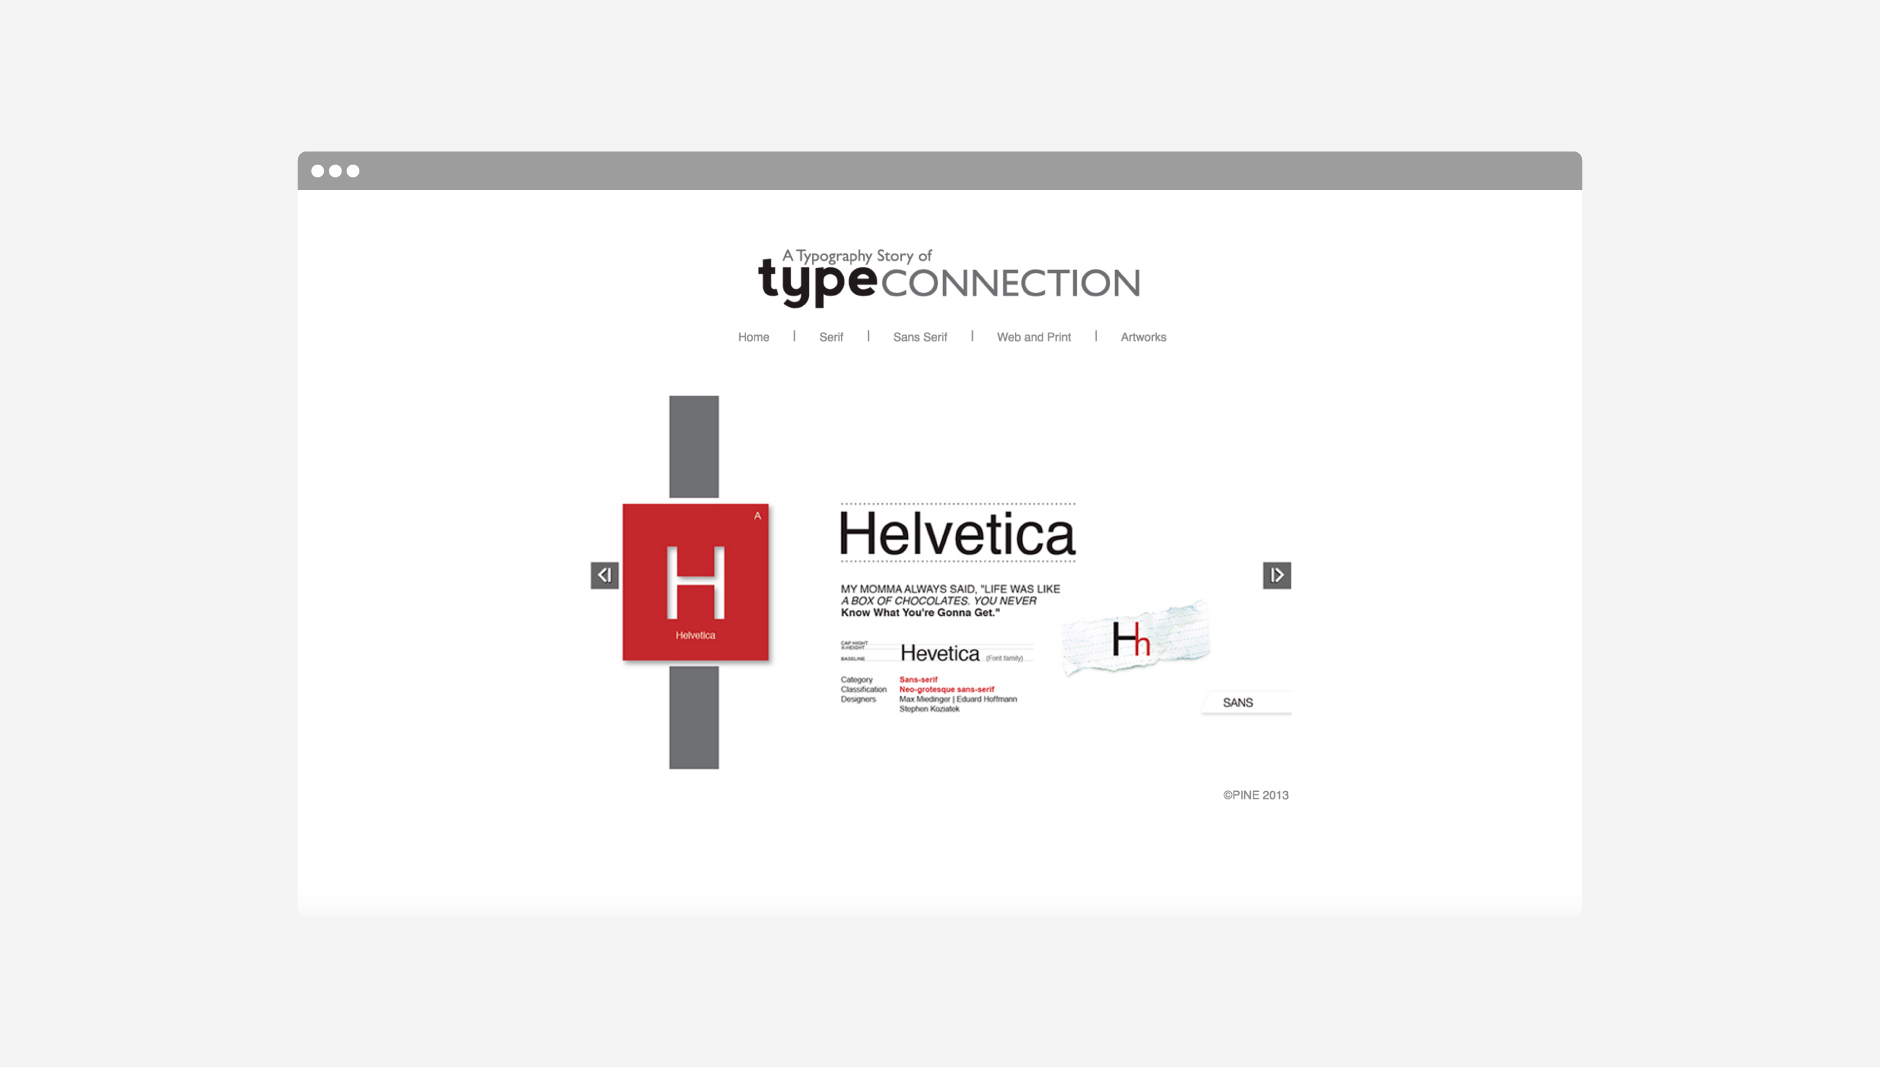 A Typography Story of
typeCONNECTION
Home | Serif | Sans Serif | Web and Print | Artworks
A
H
Helvetica
Helvetica
MY MOMMA ALWAYS SAID, "LIFE WAS LIKE
A BOX OF CHOCOLATES. YOU NEVER
Know What You're Gonna Get."
CAP HIGHT
X-HEIGHT
BASELINE
Hevetica (Font family)
Category Sans-serif
Classification Neo-grotesque sans-serif
Designers Max Miedinger | Eduard Hoffmann
Stephen Koziatek
Hh
SANS
©PINE 2013